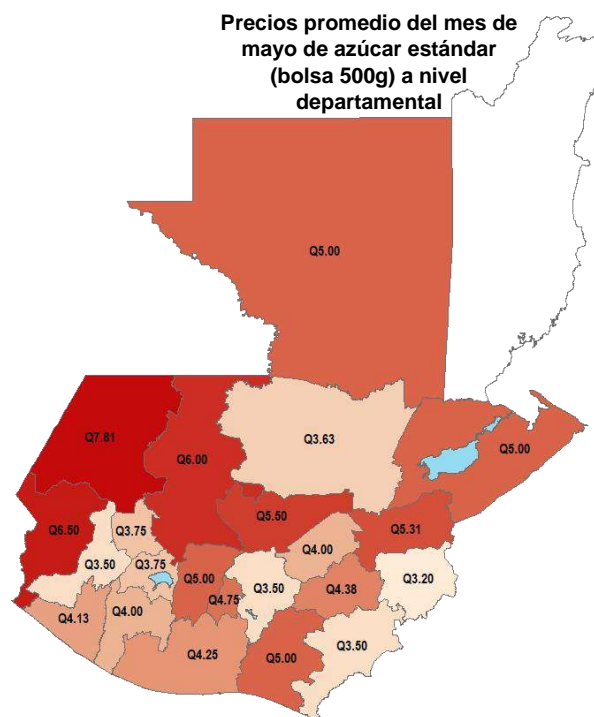 Precios promedio del mes de
mayo de azúcar estándar
(bolsa 500g) a nivel
departamental
Q5.00
Q7.81
Q3.63
Q6.00
Q5.00
Q5.50
Q5.31
Q6.50
Q3.75
Q4.00
Q3.50
Q3.75
Q5.00
Q3.50
Q3.20
Q4.75
Q4.38
Q4.13
Q4.00
Q4.25
Q5.00
Q3.50